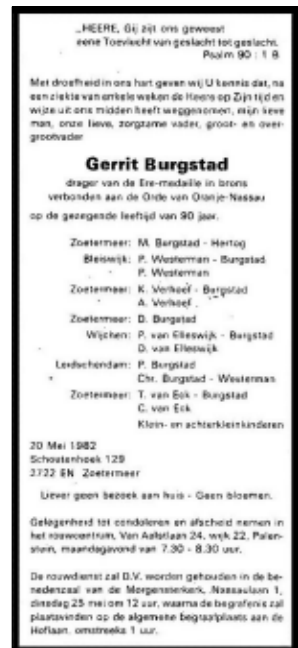 „HEERE, Gij zijt ons geweest
eene Toevlucht van geslacht tot geslacht.
Psalm 90 : 1 B.
Met droefheid in ons hart geven wij U kennis dat, na
een ziekte van enkele weken de Heere op Zijn tijd en
wijze uit ons midden heeft weggenomen, mijn lieve
man, onze lieve, zorgzame vader, groot- en over-
grootvader
Gerrit Burgstad
drager van de Ere-medaille in brons
verbonden aan de Orde van Oranje-Nassau
op de gezegende leeftijd van 90 jaar.
Zoetermeer: M. Burgstad - Hertog
Bleiswijk: P. Westerman - Burgstad
P. Westerman
Zoetermeer: K. Verhoef - Burgstad
A. Verhoef
Zoetermeer: D. Burgstad
Wijchen: P. van Elleswijk - Burgstad
D. van Elleswijk
Leidschendam: P. Burgstad
Chr. Burgstad - Westerman
Zoetermeer: T. van Eck - Burgstad
C. van Eck
Klein- en achterkleinkinderen
20 Mei 1982
Schoutenhoek 129
2722 EN Zoetermeer
Liever geen bezoek aan huis - Geen bloemen.
Gelegenheid tot condoleren en afscheid nemen in
het rouwcentrum, Van Aalstlaan 24, wijk 22, Palen-
stein, maandagavond van 7.30 - 8.30 uur.
De rouwdienst zal D.V. worden gehouden in de be-
nedenzaal van de Morgensterkerk, Nassaulaan 1,
dinsdag 25 mei om 12 uur, waarna de begrafenis zal
plaatsvinden op de algemene begraafplaats aan de
Hoflaan, omstreeks 1 uur.